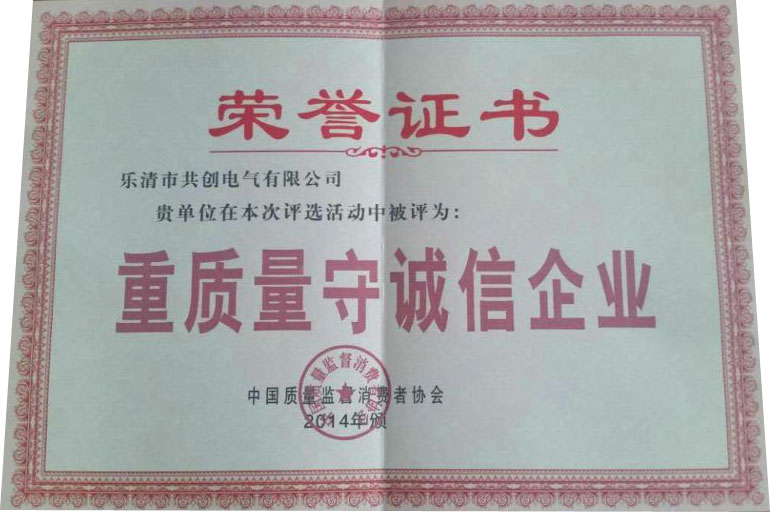 荣誉证书
乐清市共创电气有限公司
贵单位在本次评选活动中被评为：
重质量守诚信企业
中国质量监督消费者协会
2014年颁